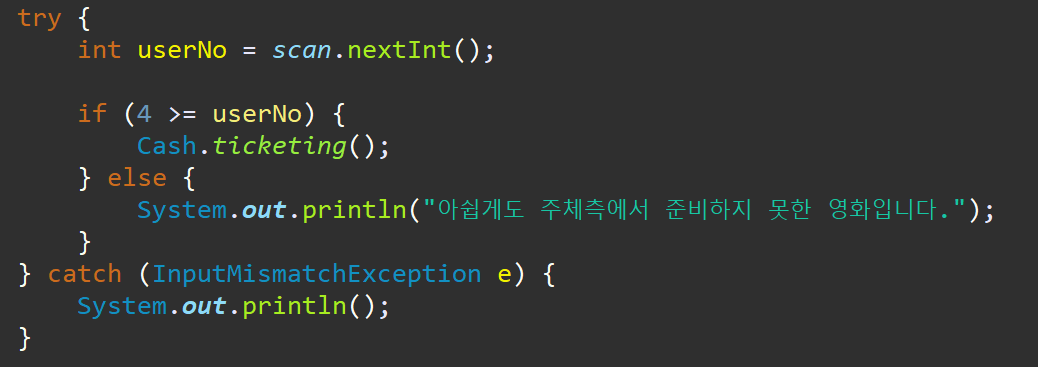 try {
    int userNo = scan.nextInt();
    if (4 >= userNo) {
        Cash.ticketing();
    } else {
        System.out.println("아쉽게도 주체측에서 준비하지 못한 영화입니다.");
    }
} catch (InputMismatchException e) {
    System.out.println();
}